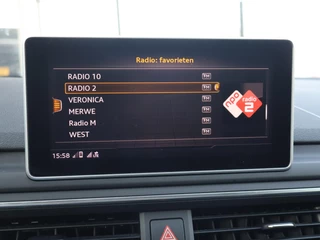 Radio: favorieten
RADIO 10
RADIO 2
VERONICA
MERWE
Radio M
WEST
npo radio 2
15:58